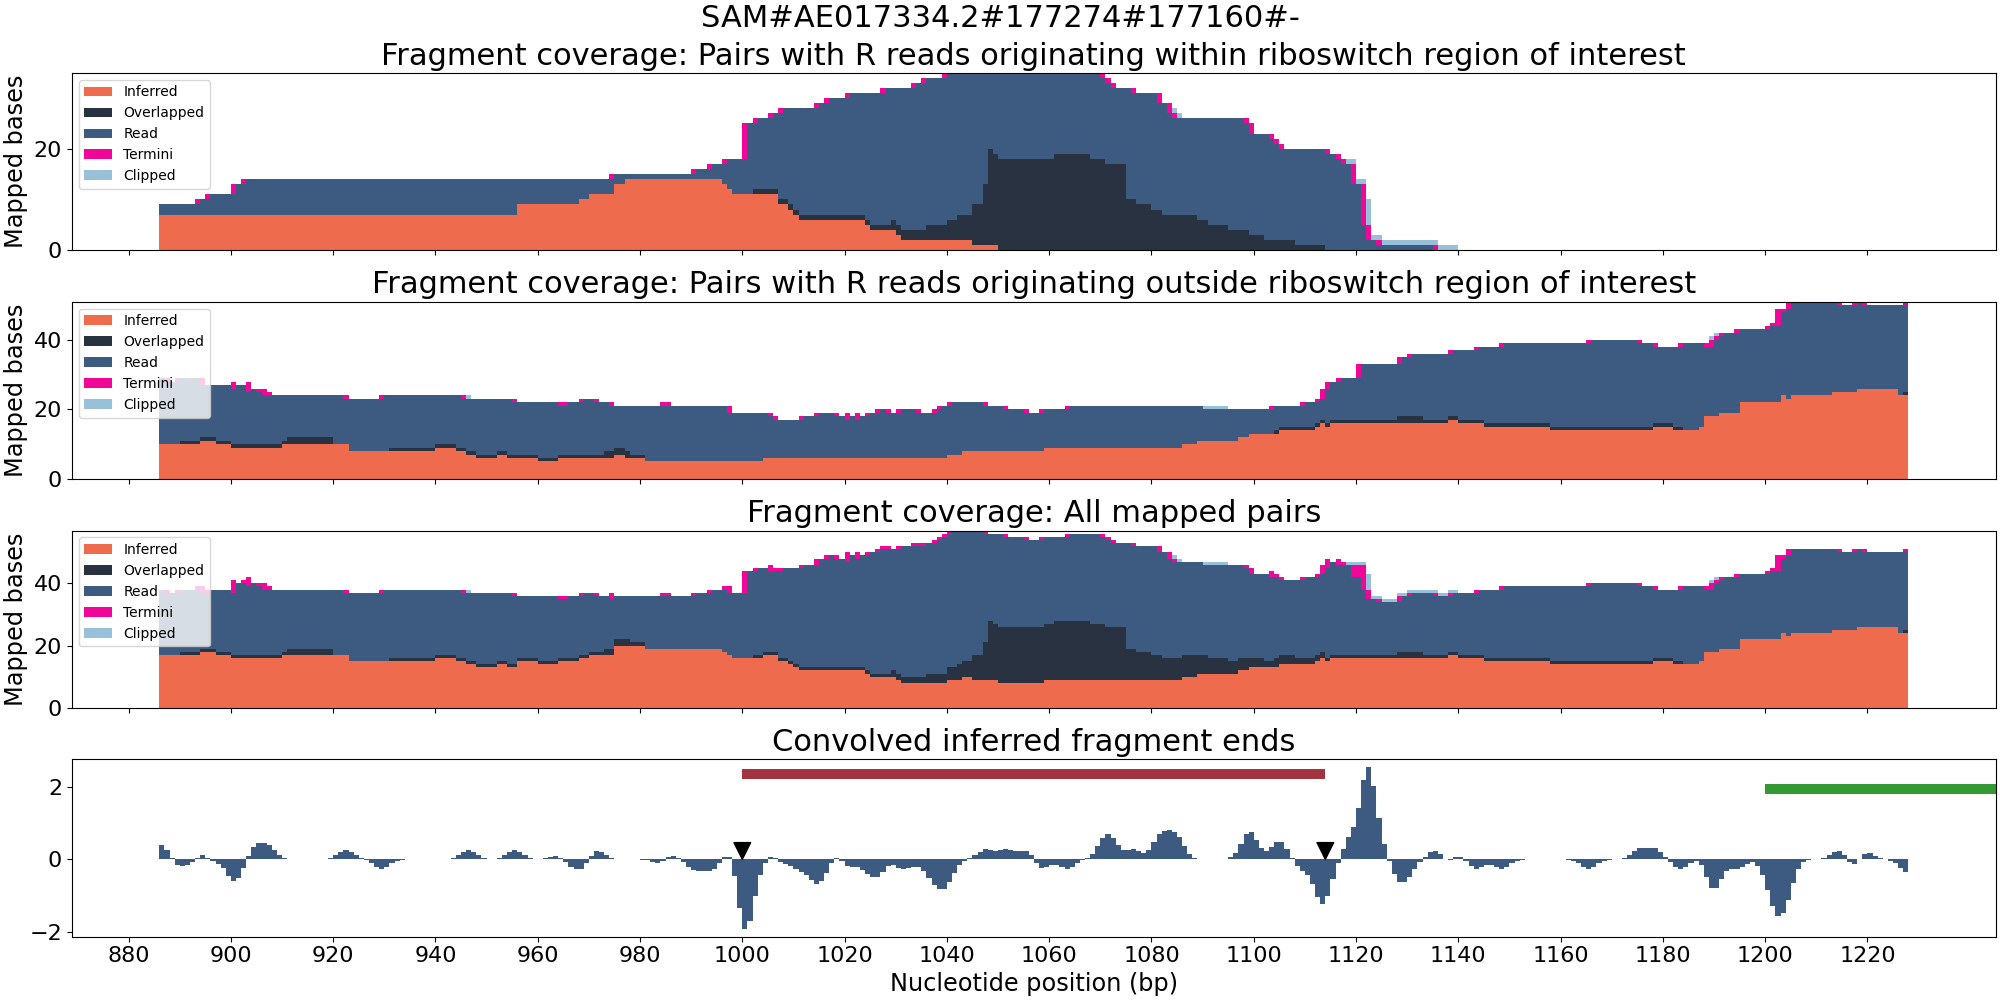 SAM#AE017334.2#177274#177160#-
Fragment coverage: Pairs with R reads originating within riboswitch region of interest
Mapped bases
20
0
Inferred
Overlapped
Read
Termini
Clipped
Fragment coverage: Pairs with R reads originating outside riboswitch region of interest
Mapped bases
40
20
0
Inferred
Overlapped
Read
Termini
Clipped
Fragment coverage: All mapped pairs
Mapped bases
40
20
0
Inferred
Overlapped
Read
Termini
Clipped
Convolved inferred fragment ends
2
0
−2
880 900 920 940 960 980 1000 1020 1040 1060 1080 1100 1120 1140 1160 1180 1200 1220
Nucleotide position (bp)